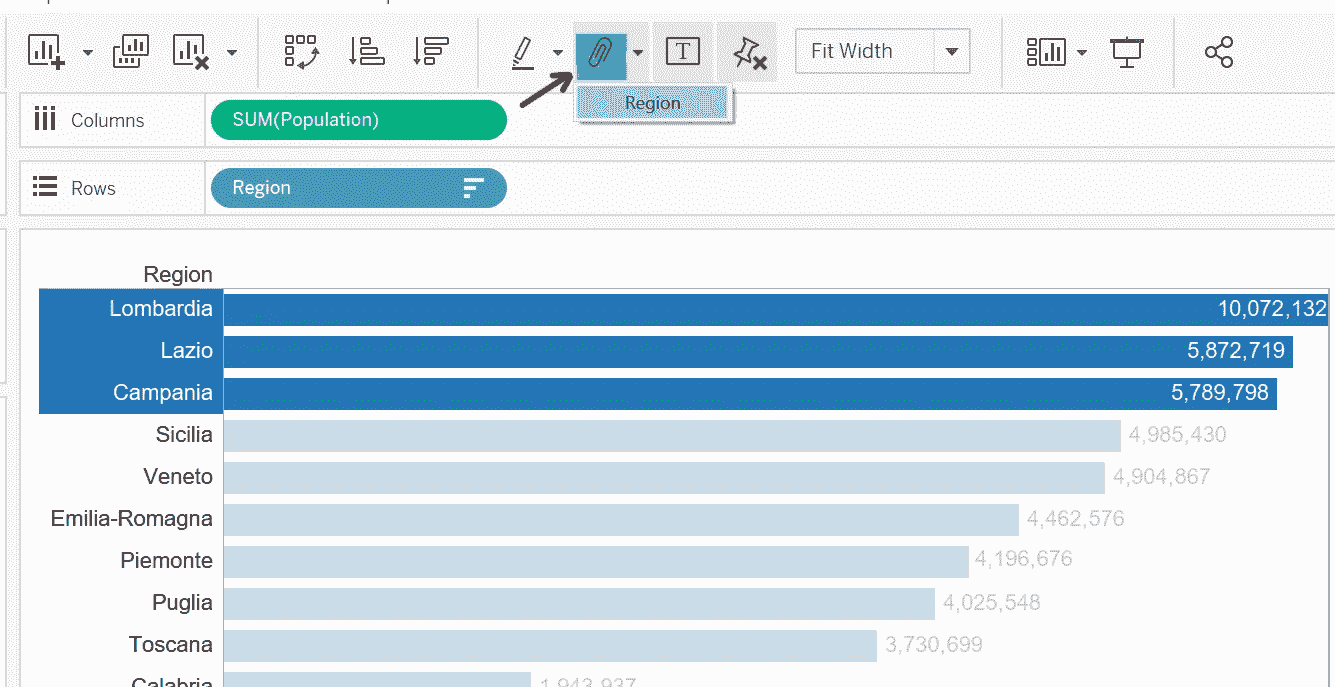 Fit Width
Region
Columns SUM(Population)
Rows Region
Region
Lombardia 10,072,132
Lazio 5,872,719
Campania 5,789,798
Sicilia 4,985,430
Veneto 4,904,867
Emilia-Romagna 4,462,576
Piemonte 4,196,676
Puglia 4,025,548
Toscana 3,730,699
Calabria 1,943,937